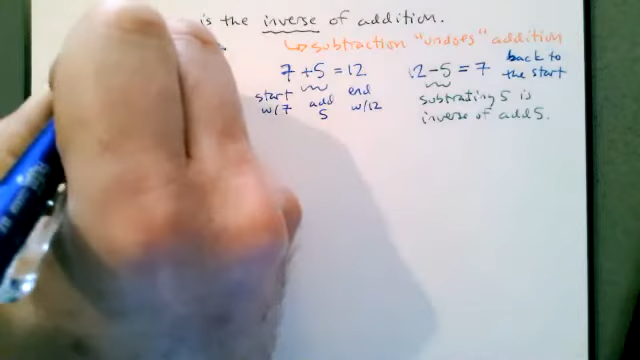 is the inverse of addition.
↳ subtraction "undoes" addition
7 + 5 = 12 2 - 5 = 7 back to the start
start w/ 7 add 5 end w/ 12
subtrating 5 is
inverse of add 5.